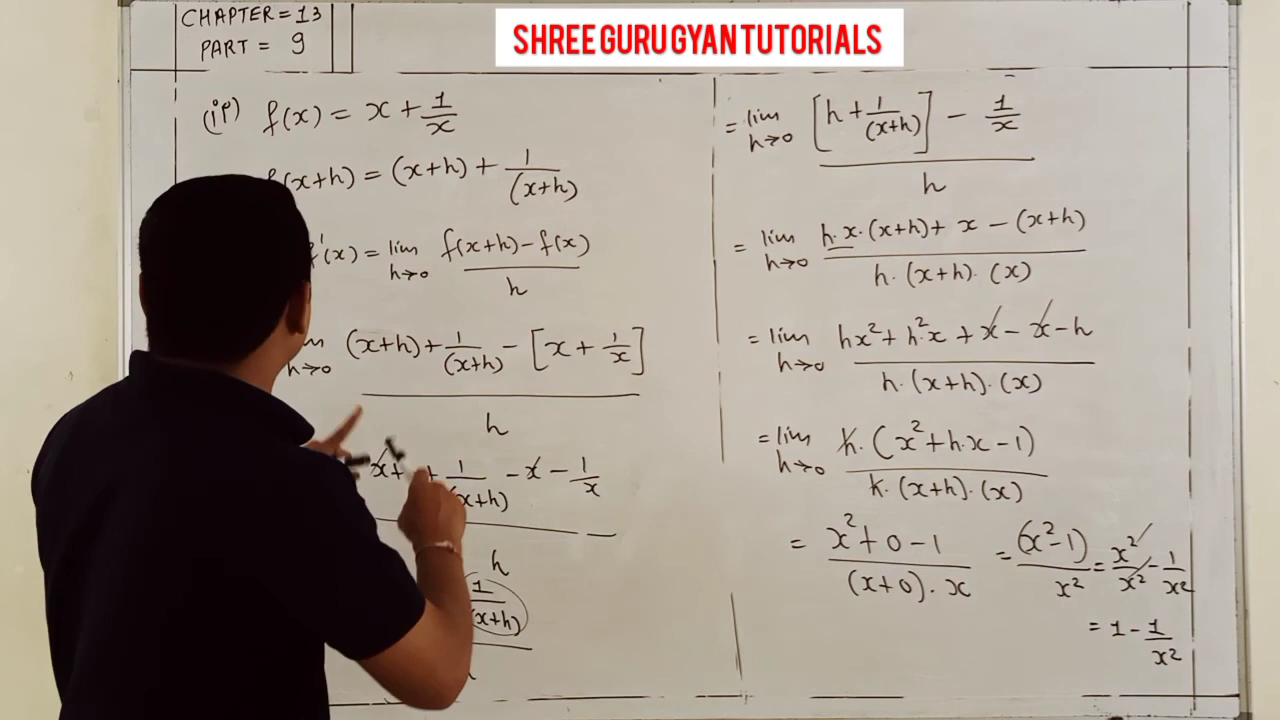 CHAPTER = 13
PART = 9
SHREE GURU GYAN TUTORIALS
f(x) = x + 1/x
f(x+h) = (x+h) + 1/(x+h)
f'(x) = lim h→0 f(x+h) - f(x) / h
h→0 (x+h) + 1/(x+h) - [x + 1/x] / h
x + + 1/(x+h) - x - 1/x
h
1/(x+h)
= lim h→0 [h + 1/(x+h)] - 1/x / h
= lim h→0 h·x·(x+h) + x - (x+h) / h·(x+h)·(x)
= lim h→0 hx² + h²x + x - x - h / h·(x+h)·(x)
= lim h→0 h·(x² + h·x - 1) / h·(x+h)·(x)
= x² + 0 - 1 / (x+0)·x = (x²-1) / x² = x²/x² - 1/x²
= 1 - 1/x²